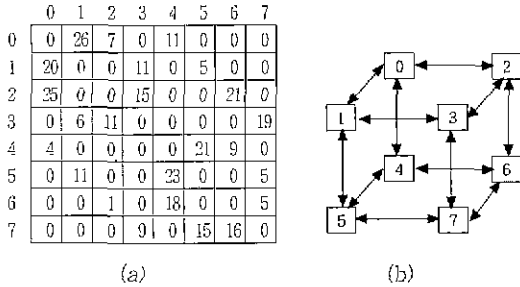 0 1 2 3 4 5 6 7
0 0 26 7 0 11 0 0 0
1 20 0 0 11 0 5 0 0
2 35 0 0 15 0 0 21 0
3 0 6 11 0 0 0 0 19
4 4 0 0 0 0 21 9 0
5 0 11 0 0 23 0 0 5
6 0 0 1 0 18 0 0 5
7 0 0 0 9 0 15 16 0
(a)
0 2
1 3
4 6
5 7
(b)